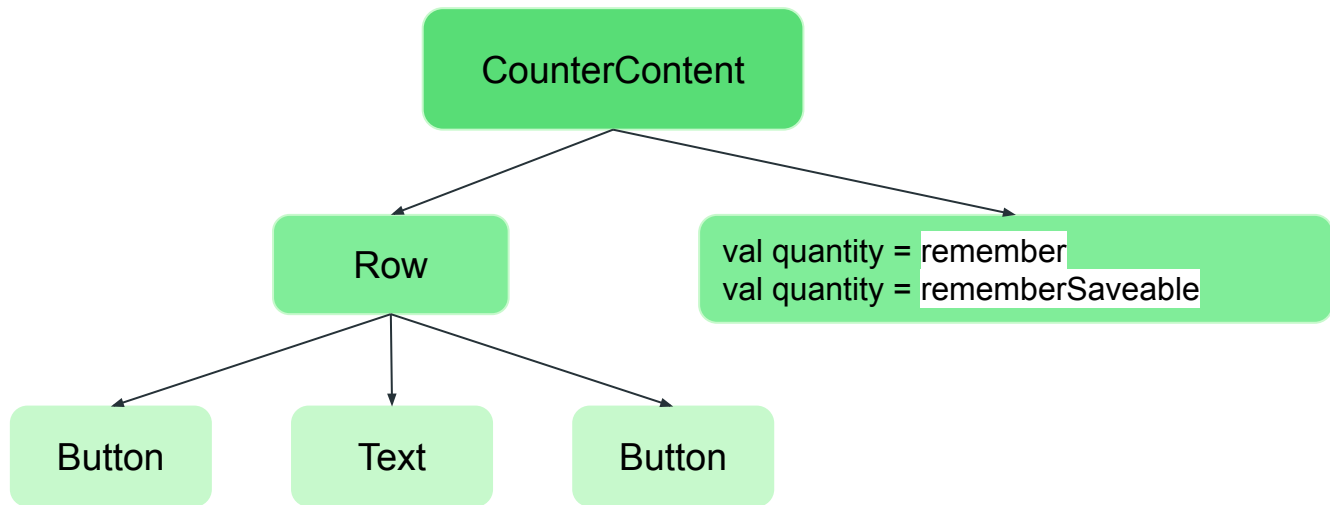 CounterContent
Row
val quantity = remember
val quantity = rememberSaveable
Button
Text
Button